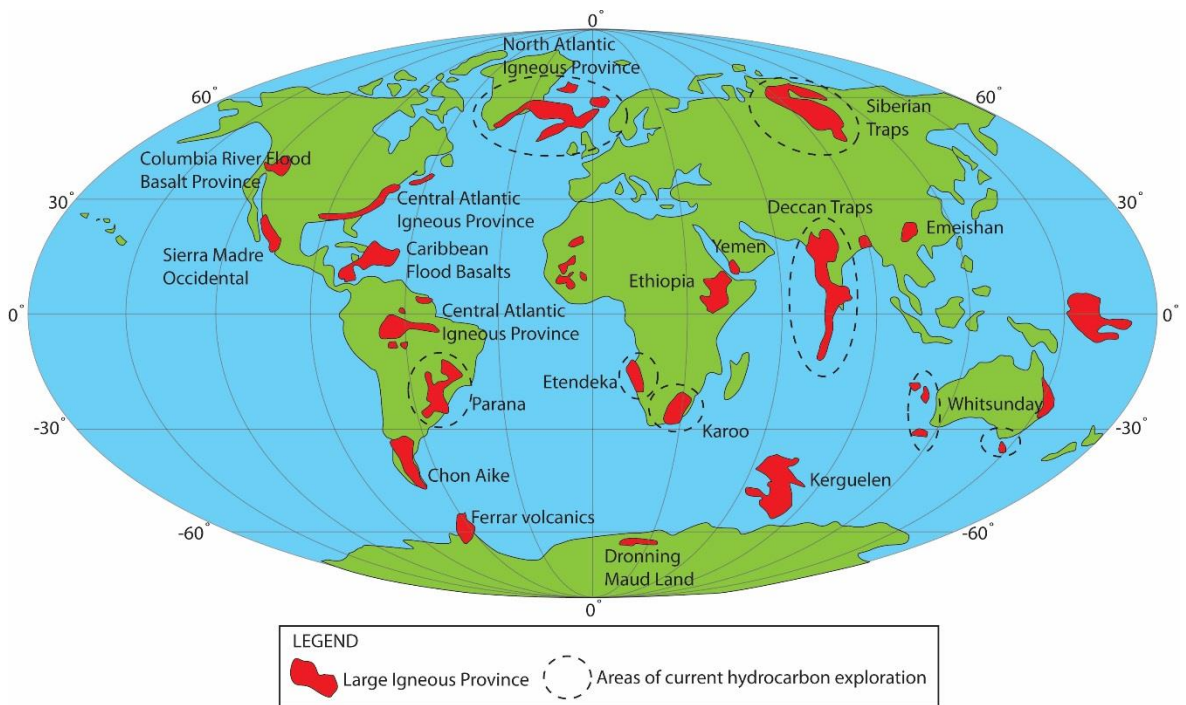 0°
North Atlantic
Igneous Province
60°
60°
Siberian
Traps
Columbia River Flood
Basalt Province
30°
30°
Central Atlantic
Igneous Province
Deccan Traps
Emeishan
Sierra Madre
Occidental
Caribbean
Flood Basalts
Yemen
Ethiopia
0°
0°
Central Atlantic
Igneous Province
Etendeka
Parana
Whitsunday
Karoo
-30°
-30°
Chon Aike
Kerguelen
Ferrar volcanics
-60°
-60°
Dronning
Maud Land
0°
LEGEND
Large Igneous Province
Areas of current hydrocarbon exploration